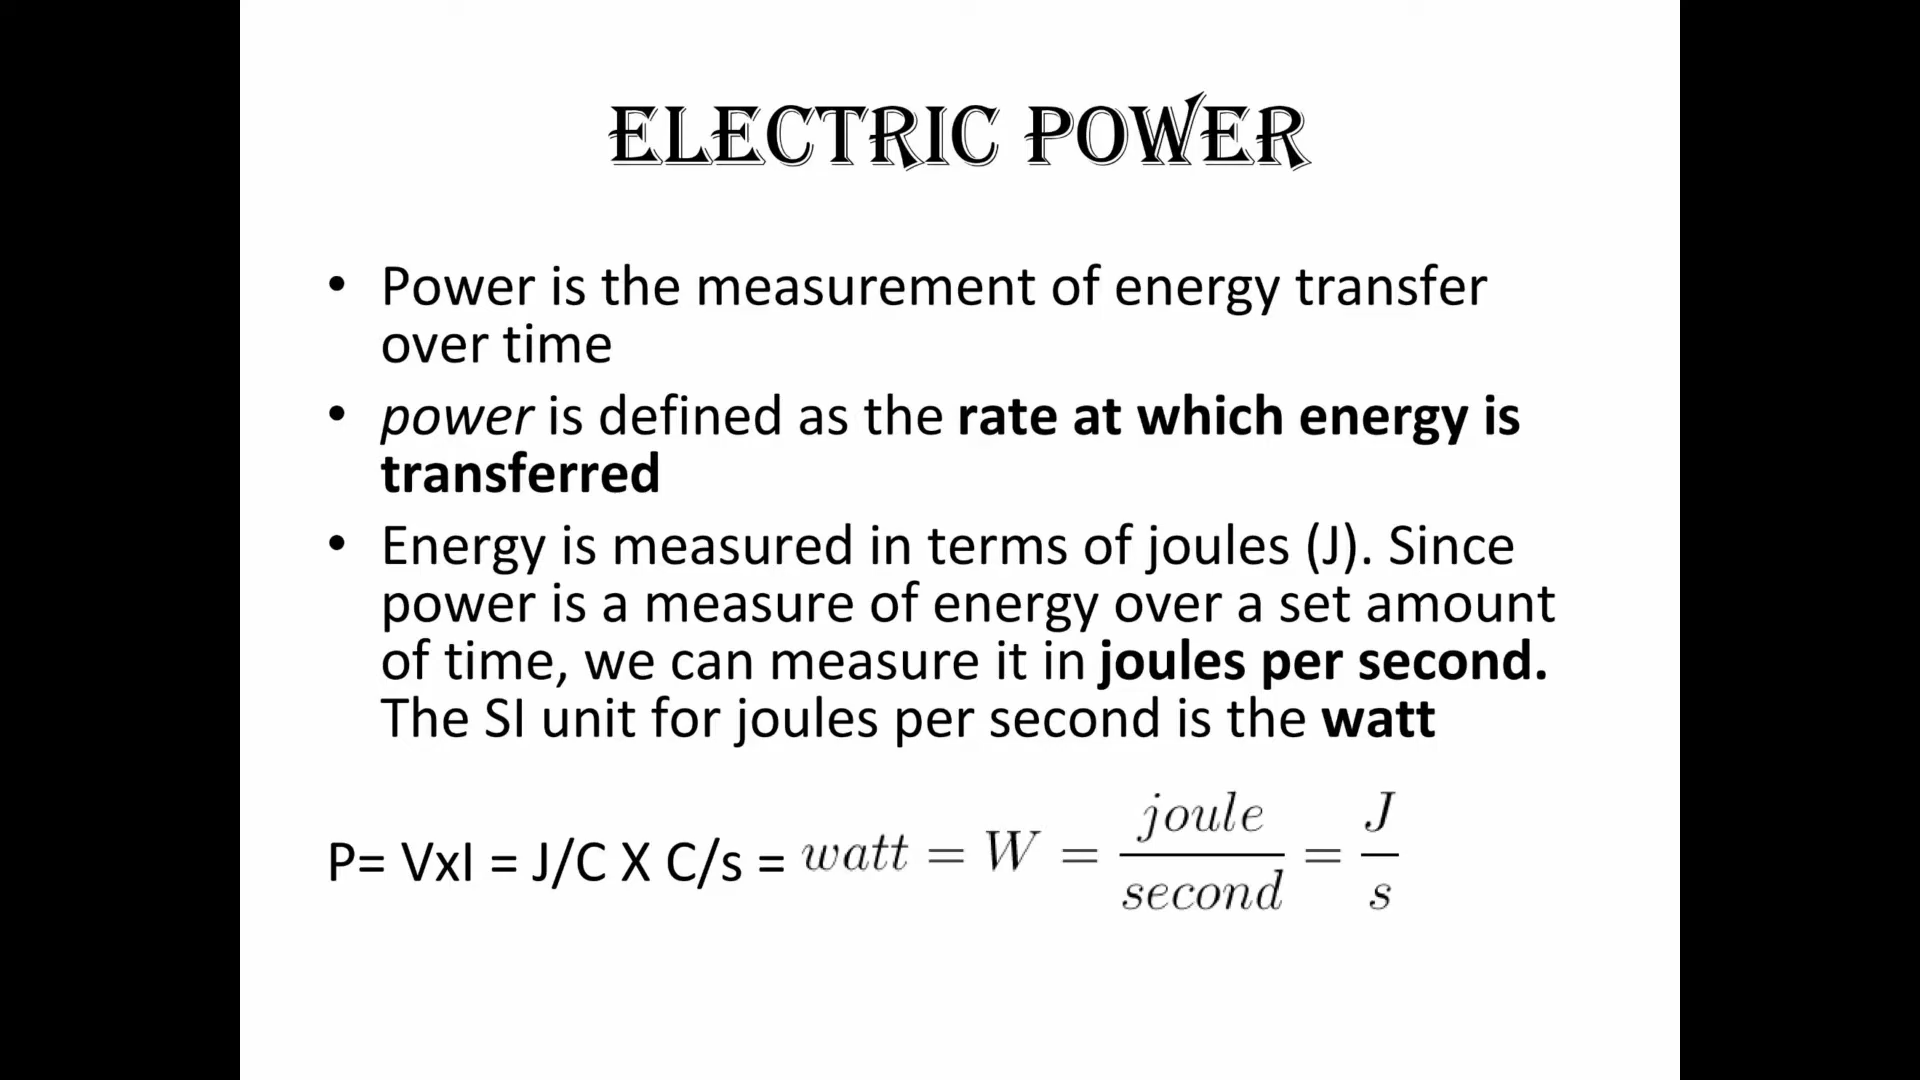 ELECTRIC POWER
• Power is the measurement of energy transfer
over time
• power is defined as the rate at which energy is
transferred
• Energy is measured in terms of joules (J). Since
power is a measure of energy over a set amount
of time, we can measure it in joules per second.
The SI unit for joules per second is the watt
P= VxI = J/C X C/s = watt = W = joule/second = J/s